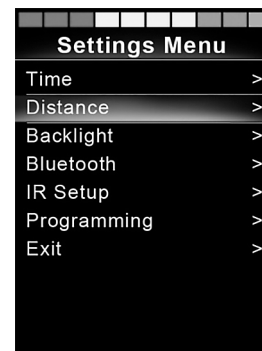 Settings Menu
Time >
Distance >
Backlight >
Bluetooth >
IR Setup >
Programming >
Exit >